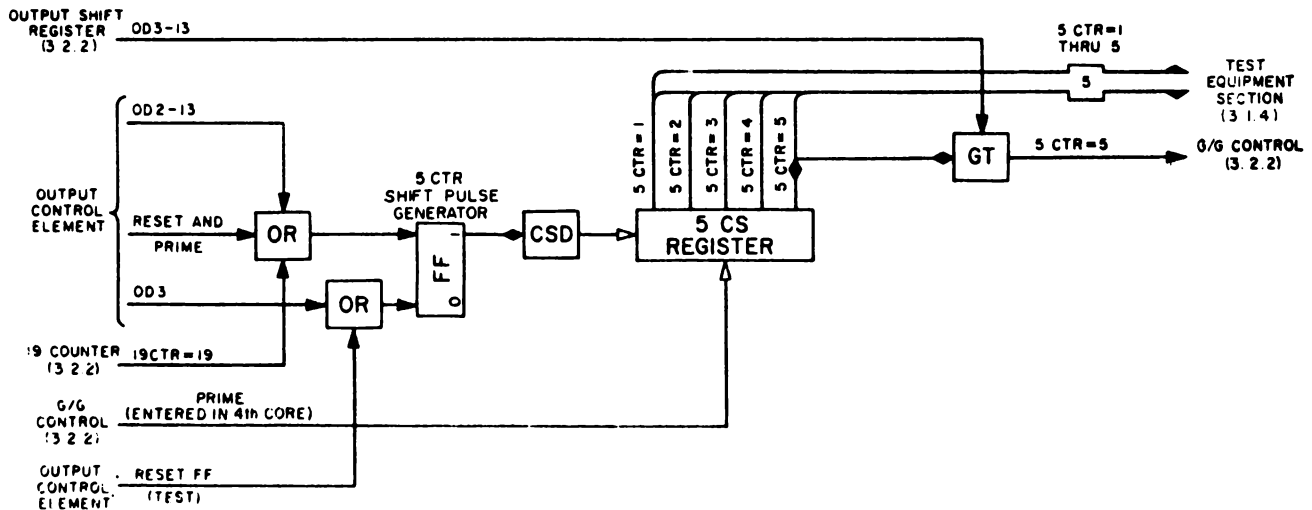 OUTPUT SHIFT
REGISTER
(3 2.2)
OD3-13
5 CTR=1
THRU 5
5
TEST
EQUIPMENT
SECTION
(3 1.4)
OUTPUT
CONTROL
ELEMENT
OD2-13
RESET AND
PRIME
OD3
OR
OR
5 CTR
SHIFT PULSE
GENERATOR
FF
1
0
CSD
5 CTR=1
5 CTR=2
5 CTR=3
5 CTR=4
5 CTR=5
5 CS
REGISTER
GT
5 CTR=5
G/G CONTROL
(3.2.2)
19 COUNTER
(3 2.2)
19CTR=19
G/G
CONTROL
(3 2 2)
PRIME
(ENTERED IN 4th CORE)
OUTPUT
CONTROL
ELEMENT
RESET FF
(TEST)